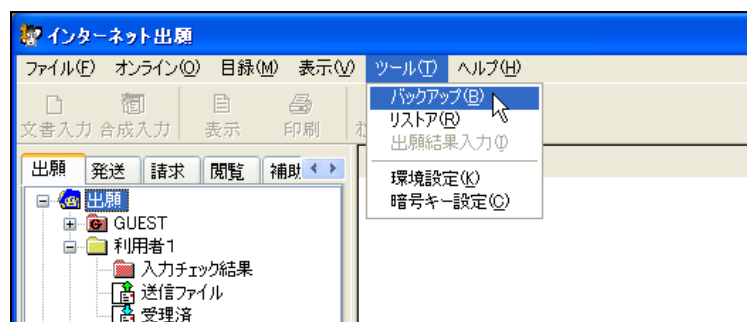 インターネット出願
ファイル(F) オンライン(O) 目録(M) 表示(V) ツール(T) ヘルプ(H)
文書入力 合成入力 表示 印刷
バックアップ(B)
リストア(R)
出願結果入力(I)
環境設定(K)
暗号キー設定(C)
出願 発送 請求 閲覧 補助
出願
GUEST
利用者1
入力チェック結果
送信ファイル
受理済